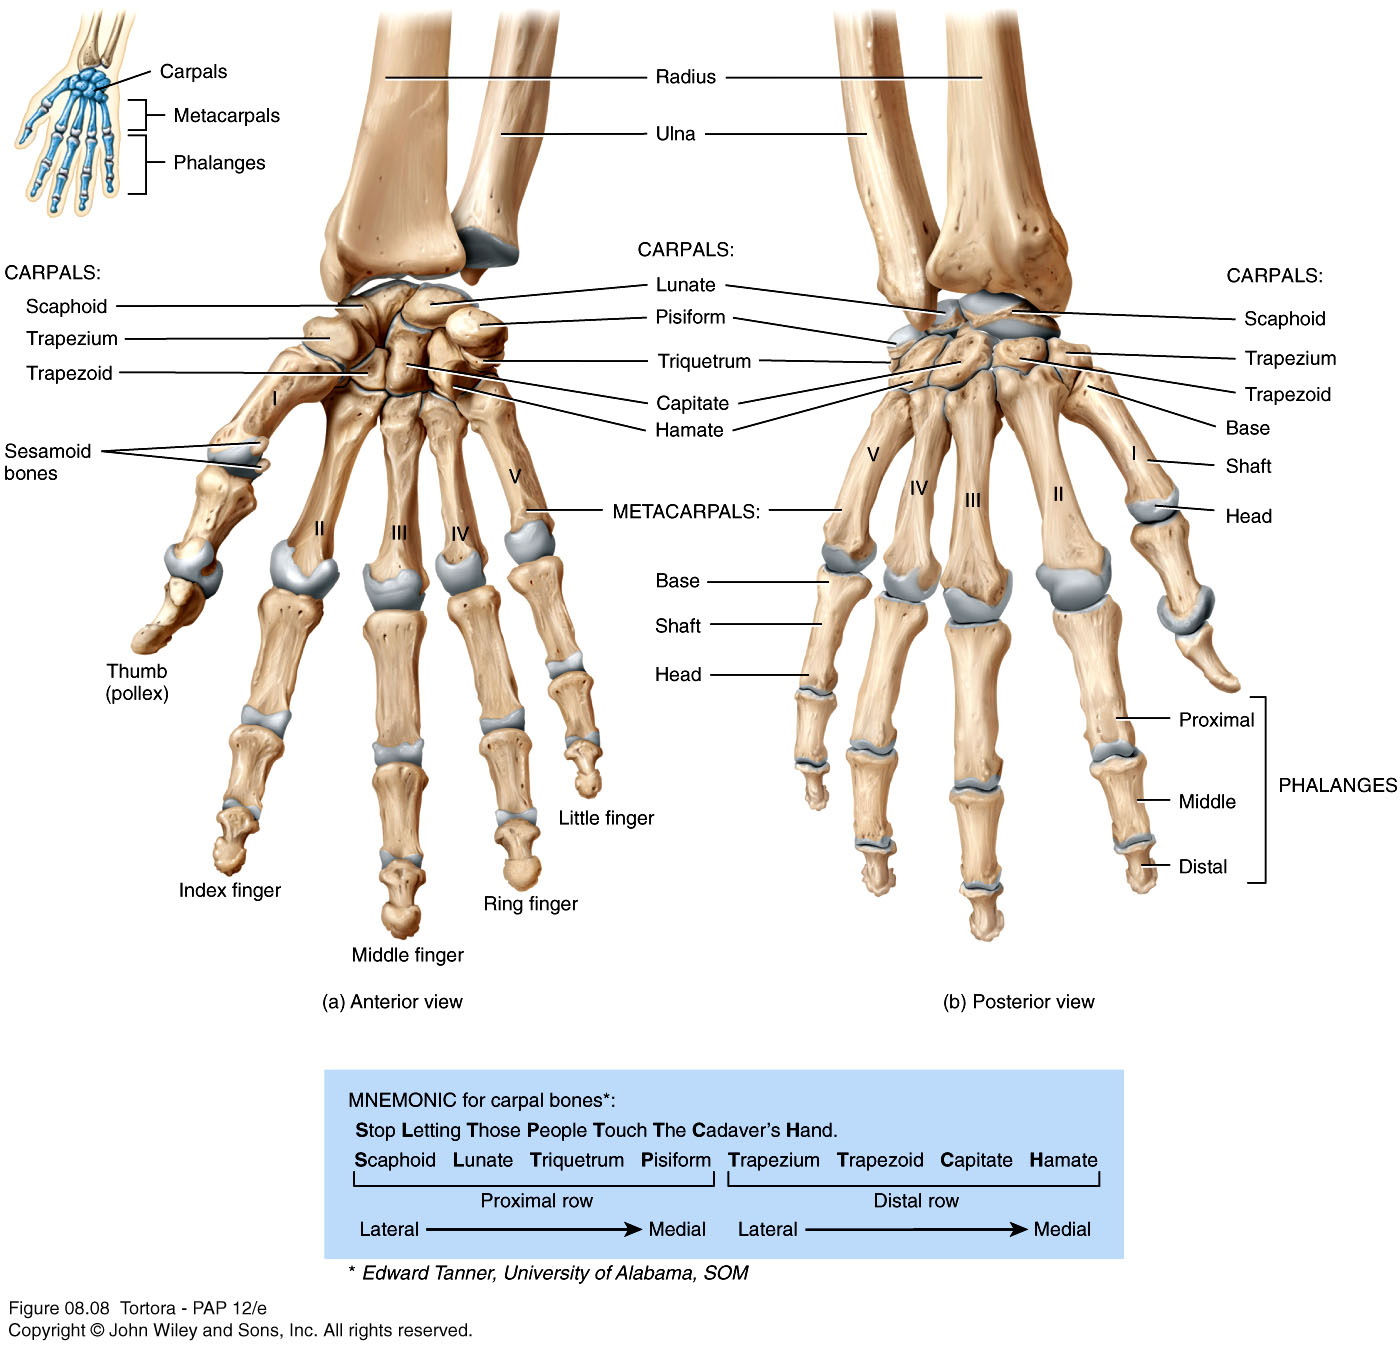 Carpals
Metacarpals
Phalanges
Radius
Ulna
CARPALS:
Scaphoid
Trapezium
Trapezoid
Sesamoid
bones
CARPALS:
Lunate
Pisiform
Triquetrum
Capitate
Hamate
CARPALS:
Scaphoid
Trapezium
Trapezoid
Base
Shaft
Head
I
II
III
IV
V
METACARPALS:
V
IV
III
II
I
Base
Shaft
Head
Thumb
(pollex)
Index finger
Middle finger
Ring finger
Little finger
Proximal
Middle
Distal
PHALANGES
(a) Anterior view
(b) Posterior view
MNEMONIC for carpal bones*:
Stop Letting Those People Touch The Cadaver's Hand.
Scaphoid Lunate Triquetrum Pisiform Trapezium Trapezoid Capitate Hamate
Proximal row Distal row
Lateral Medial Lateral Medial
* Edward Tanner, University of Alabama, SOM
Figure 08.08 Tortora - PAP 12/e
Copyright © John Wiley and Sons, Inc. All rights reserved.